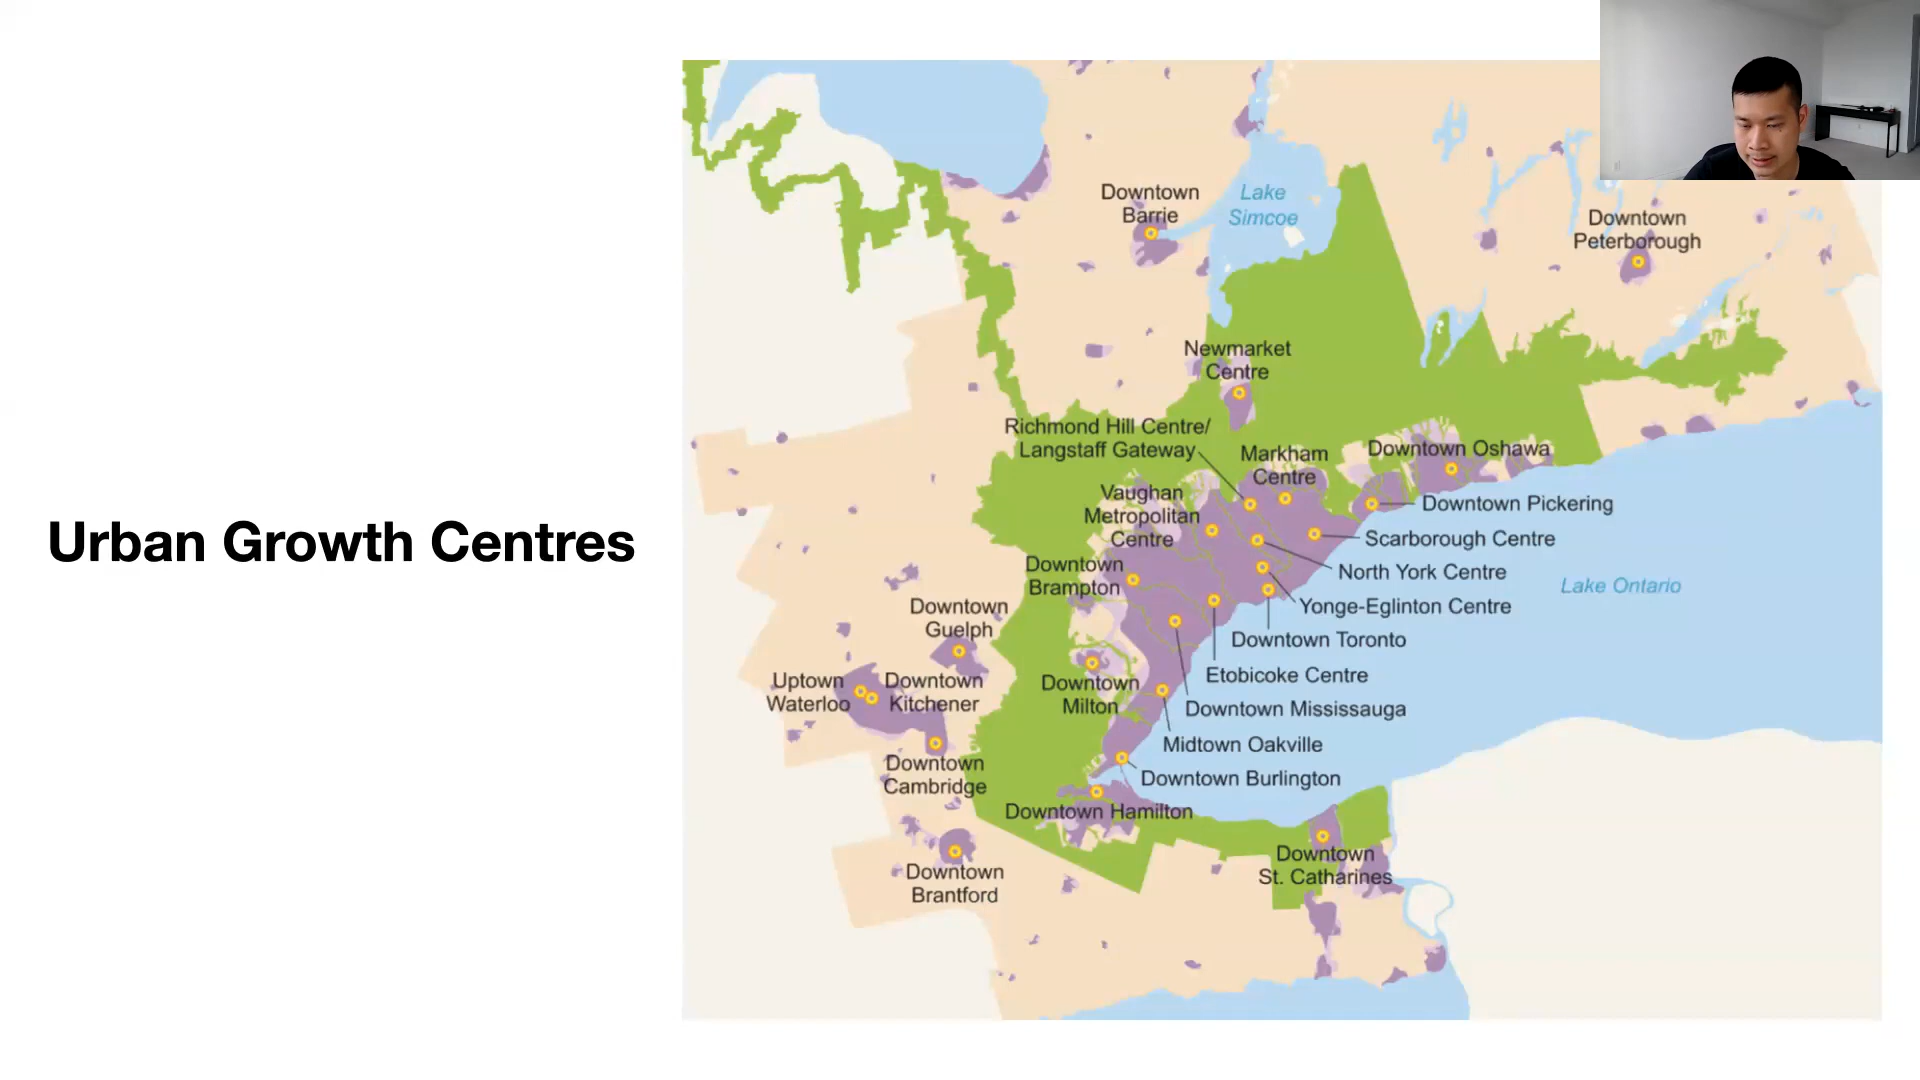 Urban Growth Centres
Downtown
Barrie
Lake
Simcoe
Downtown
Peterborough
Newmarket
Centre
Richmond Hill Centre/
Langstaff Gateway
Markham
Centre
Downtown Oshawa
Vaughan
Metropolitan
Centre
Downtown Pickering
Scarborough Centre
Downtown
Brampton
North York Centre
Lake Ontario
Yonge-Eglinton Centre
Downtown
Guelph
Downtown Toronto
Etobicoke Centre
Uptown
Waterloo
Downtown
Kitchener
Downtown
Milton
Downtown Mississauga
Midtown Oakville
Downtown
Cambridge
Downtown Burlington
Downtown Hamilton
Downtown
St. Catharines
Downtown
Brantford